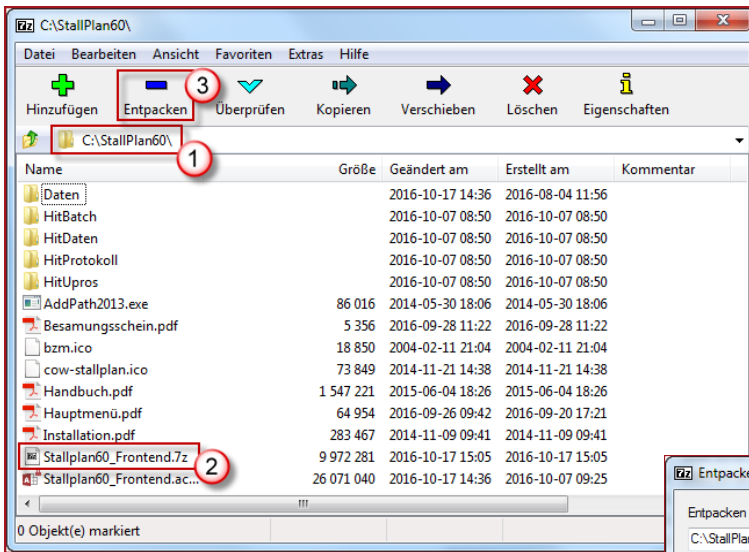 C:\StallPlan60\
Datei Bearbeiten Ansicht Favoriten Extras Hilfe
3
Hinzufügen Entpacken Überprüfen Kopieren Verschieben Löschen Eigenschaften
C:\StallPlan60\
1
Name Größe Geändert am Erstellt am Kommentar
Daten 2016-10-17 14:36 2016-08-04 11:56
HitBatch 2016-10-07 08:50 2016-10-07 08:50
HitDaten 2016-10-07 08:50 2016-10-07 08:50
HitProtokoll 2016-10-07 08:50 2016-10-07 08:50
HitUpros 2016-10-07 08:50 2016-10-07 08:50
AddPath2013.exe 86 016 2014-05-30 18:06 2014-05-30 18:06
Besamungsschein.pdf 5 356 2016-09-28 11:22 2016-09-28 11:22
bzm.ico 18 850 2004-02-11 21:04 2004-02-11 21:04
cow-stallplan.ico 73 849 2014-11-21 14:38 2014-11-21 14:38
Handbuch.pdf 1 547 221 2015-06-04 18:26 2015-06-04 18:26
Hauptmenü.pdf 64 954 2016-09-26 09:42 2016-09-20 17:21
Installation.pdf 283 467 2014-11-09 09:41 2014-11-09 09:41
Stallplan60_Frontend.7z 9 972 281 2016-10-17 15:05 2016-10-17 15:05
2
Stallplan60_Frontend.ac... 26 071 040 2016-10-17 14:36 2016-10-07 09:25
0 Objekt(e) markiert
7z Entpacke
Entpacken
C:\StallPlan